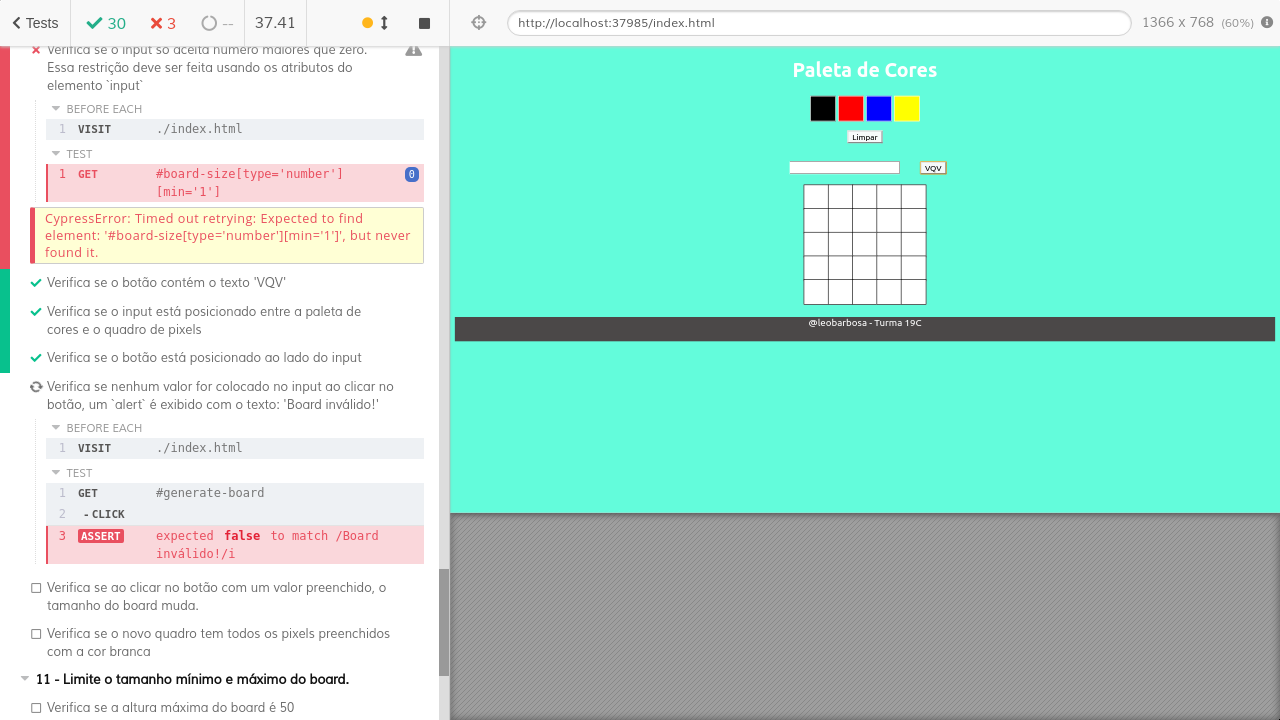 Tests
30
3
--
37.41
http://localhost:37985/index.html
1366 x 768 (60%)
Verifica se o input só aceita número maiores que zero.
Essa restrição deve ser feita usando os atributos do
elemento `input`
BEFORE EACH
1 VISIT ./index.html
TEST
1 GET #board-size[type='number'] 0
[min='1']
CypressError: Timed out retrying: Expected to find
element: '#board-size[type='number'][min='1']', but never
found it.
Verifica se o botão contém o texto 'VQV'
Verifica se o input está posicionado entre a paleta de
cores e o quadro de pixels
Verifica se o botão está posicionado ao lado do input
Verifica se nenhum valor for colocado no input ao clicar no
botão, um `alert` é exibido com o texto: 'Board inválido!'
BEFORE EACH
1 VISIT ./index.html
TEST
1 GET #generate-board
2 - CLICK
3 ASSERT expected false to match /Board
inválido!/i
Verifica se ao clicar no botão com um valor preenchido, o
tamanho do board muda.
Verifica se o novo quadro tem todos os pixels preenchidos
com a cor branca
11 - Limite o tamanho mínimo e máximo do board.
Verifica se a altura máxima do board é 50
Paleta de Cores
Limpar
VQV
@leobarbosa - Turma 19C